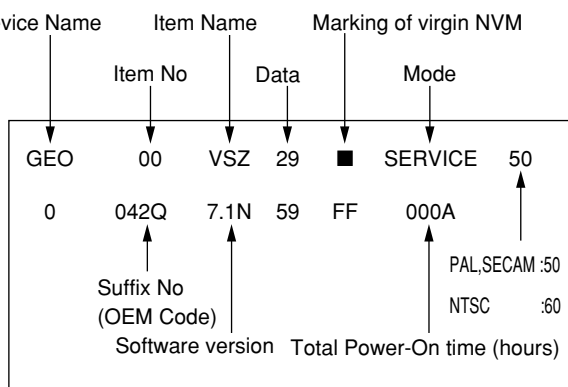 vice Name Item Name Marking of virgin NVM
Item No Data Mode
GEO 00 VSZ 29 ■ SERVICE 50
0 042Q 7.1N 59 FF 000A
PAL,SECAM :50
Suffix No
(OEM Code)
NTSC :60
Software version Total Power-On time (hours)